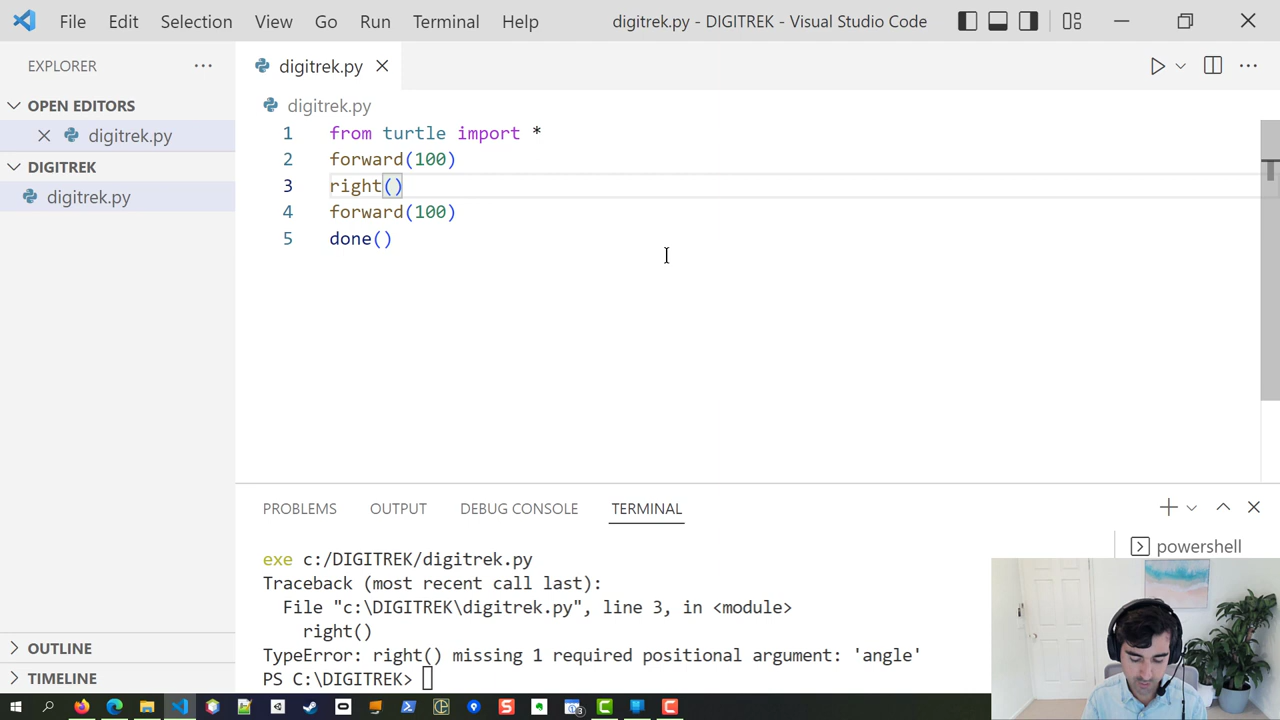 File Edit Selection View Go Run Terminal Help digitrek.py - DIGITREK - Visual Studio Code
EXPLORER ···
digitrek.py
OPEN EDITORS
digitrek.py
DIGITREK
digitrek.py
OUTLINE
TIMELINE
digitrek.py
1 from turtle import *
2 forward(100)
3 right()
4 forward(100)
5 done()
PROBLEMS OUTPUT DEBUG CONSOLE TERMINAL
powershell
exe c:/DIGITREK/digitrek.py
Traceback (most recent call last):
File "c:\DIGITREK\digitrek.py", line 3, in <module>
right()
TypeError: right() missing 1 required positional argument: 'angle'
PS C:\DIGITREK>